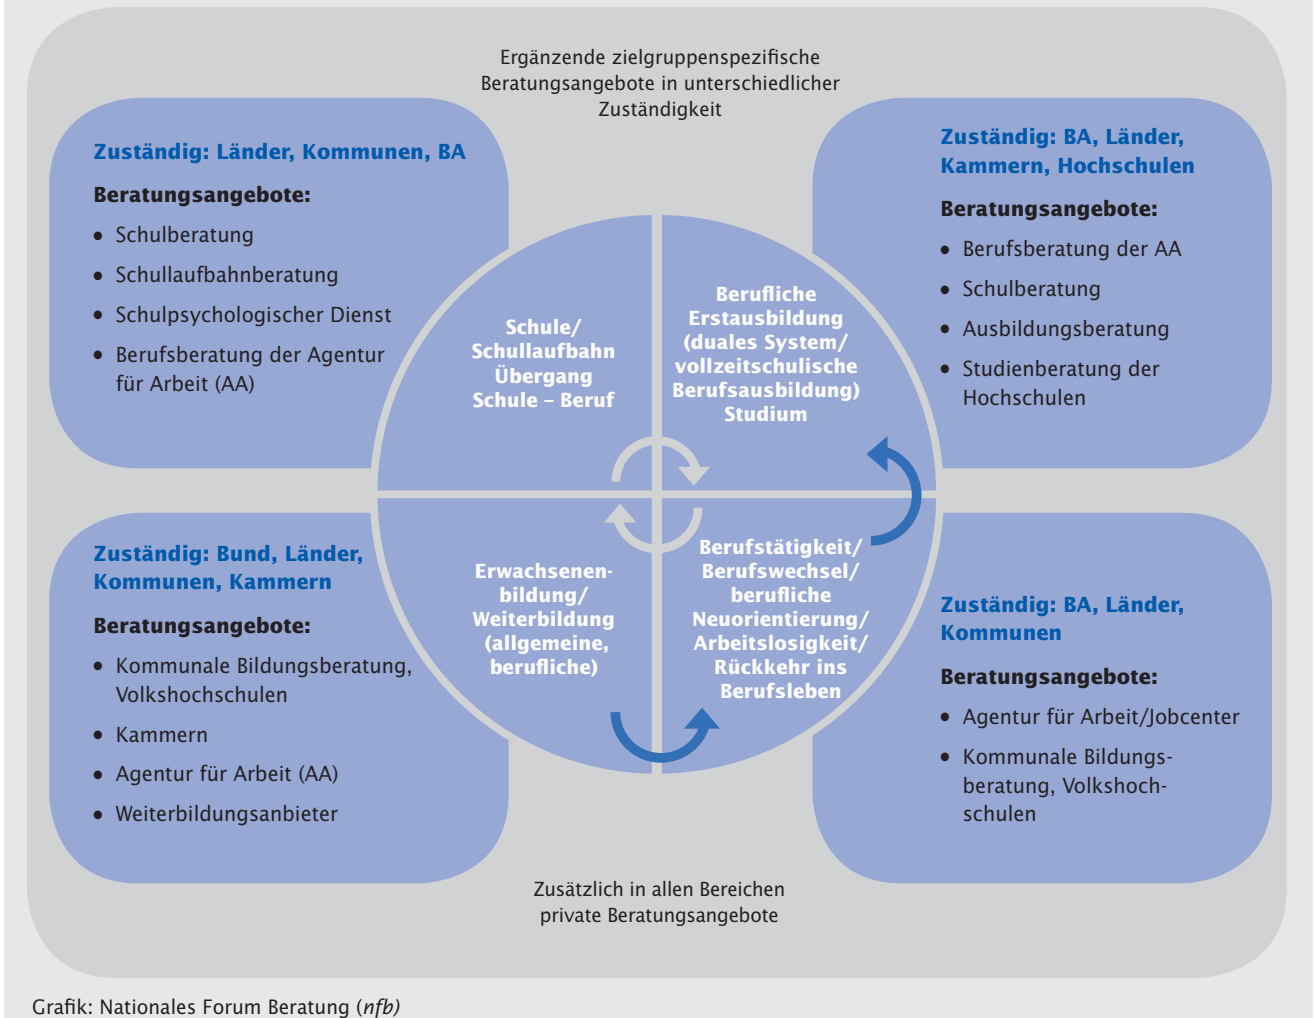 Ergänzende zielgruppenspezifische
Beratungsangebote in unterschiedlicher
Zuständigkeit
Zuständig: Länder, Kommunen, BA
Beratungsangebote:
• Schulberatung
• Schullaufbahnberatung
• Schulpsychologischer Dienst
• Berufsberatung der Agentur
für Arbeit (AA)
Zuständig: BA, Länder,
Kammern, Hochschulen
Beratungsangebote:
• Berufsberatung der AA
• Schulberatung
• Ausbildungsberatung
• Studienberatung der
Hochschulen
Schule/
Schullaufbahn
Übergang
Schule – Beruf
Berufliche
Erstausbildung
(duales System/
vollzeitschulische
Berufsausbildung)
Studium
Zuständig: Bund, Länder,
Kommunen, Kammern
Beratungsangebote:
• Kommunale Bildungsberatung,
Volkshochschulen
• Kammern
• Agentur für Arbeit (AA)
• Weiterbildungsanbieter
Erwachsenen-
bildung/
Weiterbildung
(allgemeine,
berufliche)
Berufstätigkeit/
Berufswechsel/
berufliche
Neuorientierung/
Arbeitslosigkeit/
Rückkehr ins
Berufsleben
Zuständig: BA, Länder,
Kommunen
Beratungsangebote:
• Agentur für Arbeit/Jobcenter
• Kommunale Bildungs-
beratung, Volkshoch-
schulen
Zusätzlich in allen Bereichen
private Beratungsangebote
Grafik: Nationales Forum Beratung (nfb)